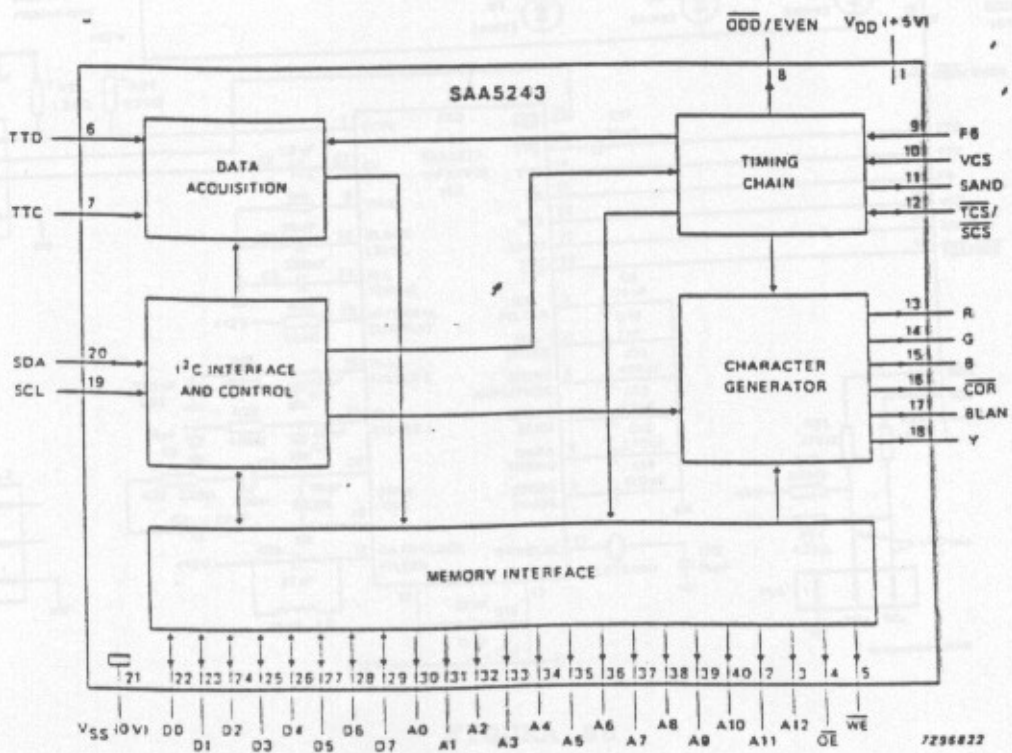 ODD/EVEN VDD (+5V)
8 1
SAA5243
TTD 6
TTC 7
DATA
ACQUISITION
TIMING
CHAIN
9 F6
10 VCS
11 SAND
12 TCS/
SCS
SDA 20
SCL 19
I²C INTERFACE
AND CONTROL
CHARACTER
GENERATOR
13 R
14 G
15 B
16 COR
17 BLAN
18 Y
MEMORY INTERFACE
21 22 23 24 25 26 27 28 29 30 31 32 33 34 35 36 37 38 39 40 2 3 4 5
VSS (0V) D0 D2 D4 D6 A0 A2 A4 A6 A8 A10 A12 WE
D1 D3 D5 D7 A1 A3 A5 A7 A9 A11 OE
7Z96822